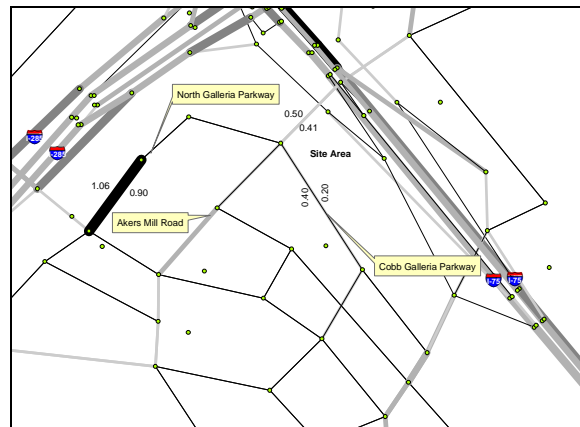 North Galleria Parkway
0.50
0.41
I-285
I-285
Site Area
1.06
0.90
0.40
0.20
Akers Mill Road
Cobb Galleria Parkway
I-75
I-75